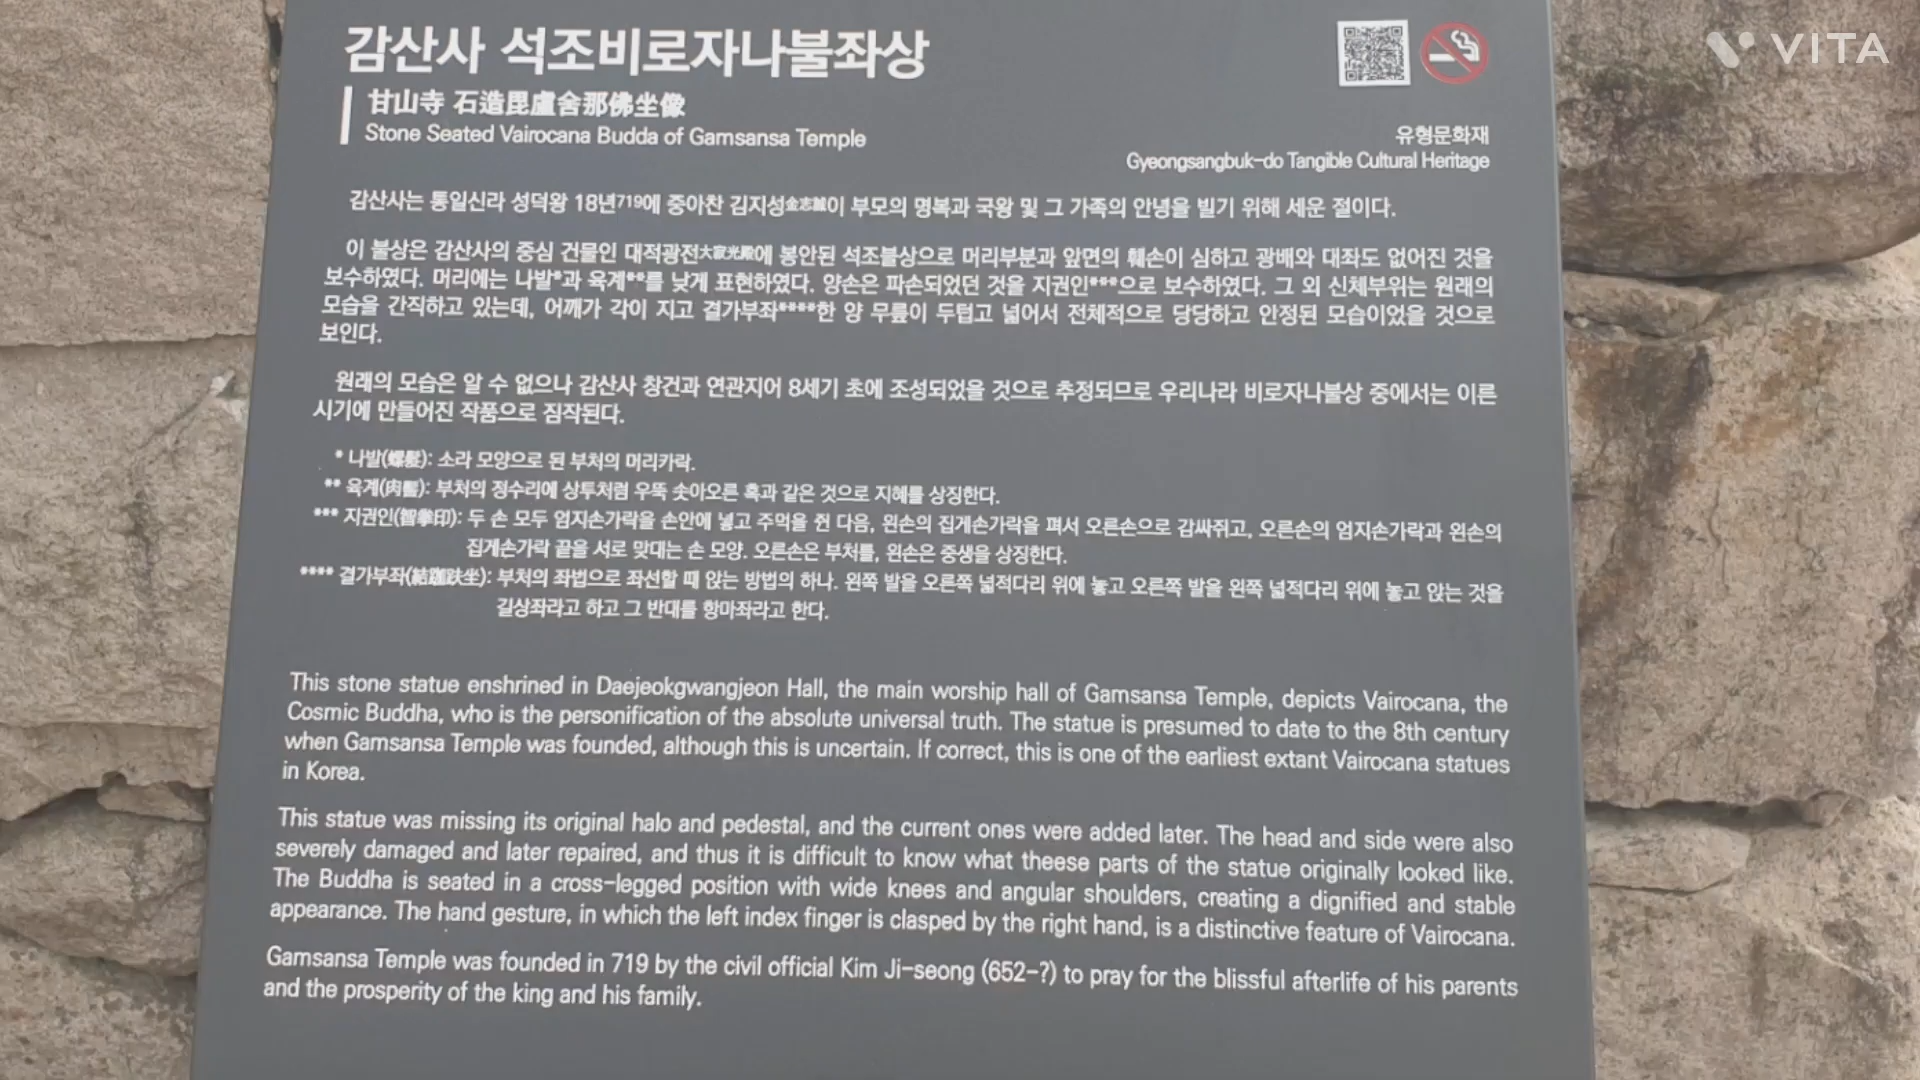 감산사 석조비로자나불좌상
甘山寺 石造毘盧舍那佛坐像
Stone Seated Vairocana Budda of Gamsansa Temple
유형문화재
Gyeongsangbuk-do Tangible Cultural Heritage
VITA
감산사는 통일신라 성덕왕 18년719에 중아찬 김지성金志誠이 부모의 명복과 국왕 및 그 가족의 안녕을 빌기 위해 세운 절이다.
이 불상은 감산사의 중심 건물인 대적광전大寂光殿에 봉안된 석조불상으로 머리부분과 앞면의 훼손이 심하고 광배와 대좌도 없어진 것을
보수하였다. 머리에는 나발*과 육계**를 낮게 표현하였다. 양손은 파손되었던 것을 지권인***으로 보수하였다. 그 외 신체부위는 원래의
모습을 간직하고 있는데, 어깨가 각이 지고 결가부좌****한 양 무릎이 두텁고 넓어서 전체적으로 당당하고 안정된 모습이었을 것으로
보인다.
원래의 모습은 알 수 없으나 감산사 창건과 연관지어 8세기 초에 조성되었을 것으로 추정되므로 우리나라 비로자나불상 중에서는 이른
시기에 만들어진 작품으로 짐작된다.
* 나발(螺髮): 소라 모양으로 된 부처의 머리카락.
** 육계(肉髻): 부처의 정수리에 상투처럼 우뚝 솟아오른 혹과 같은 것으로 지혜를 상징한다.
*** 지권인(智拳印): 두 손 모두 엄지손가락을 손안에 넣고 주먹을 쥔 다음, 왼손의 집게손가락을 펴서 오른손으로 감싸쥐고, 오른손의 엄지손가락과 왼손의
집게손가락 끝을 서로 맞대는 손 모양. 오른손은 부처를, 왼손은 중생을 상징한다.
**** 결가부좌(結跏趺坐): 부처의 좌법으로 좌선할 때 앉는 방법의 하나. 왼쪽 발을 오른쪽 넓적다리 위에 놓고 오른쪽 발을 왼쪽 넓적다리 위에 놓고 앉는 것을
길상좌라고 하고 그 반대를 항마좌라고 한다.
This stone statue enshrined in Daejeokgwangjeon Hall, the main worship hall of Gamsansa Temple, depicts Vairocana, the
Cosmic Buddha, who is the personification of the absolute universal truth. The statue is presumed to date to the 8th century
when Gamsansa Temple was founded, although this is uncertain. If correct, this is one of the earliest extant Vairocana statues
in Korea.
This statue was missing its original halo and pedestal, and the current ones were added later. The head and side were also
severely damaged and later repaired, and thus it is difficult to know what theese parts of the statue originally looked like.
The Buddha is seated in a cross-legged position with wide knees and angular shoulders, creating a dignified and stable
appearance. The hand gesture, in which the left index finger is clasped by the right hand, is a distinctive feature of Vairocana.
Gamsansa Temple was founded in 719 by the civil official Kim Ji-seong (652-?) to pray for the blissful afterlife of his parents
and the prosperity of the king and his family.